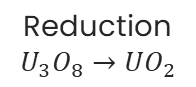 Reduction
U₃O₈ → UO₂